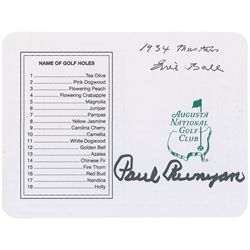 NAME OF GOLF HOLES
1 Tea Olive
2 Pink Dogwood
3 Flowering Peach
4 Flowering Crabapple
5 Magnolia
6 Juniper
7 Pampas
8 Yellow Jasmine
9 Carolina Cherry
10 Camellia
11 White Dogwood
12 Golden Bell
13 Azalea
14 Chinese Fir
15 Fire Thorn
16 Red Bud
17 Nandina
18 Holly
1934 Masters
Errie Ball
AUGUSTA
NATIONAL
GOLF
CLUB
Paul Runyan